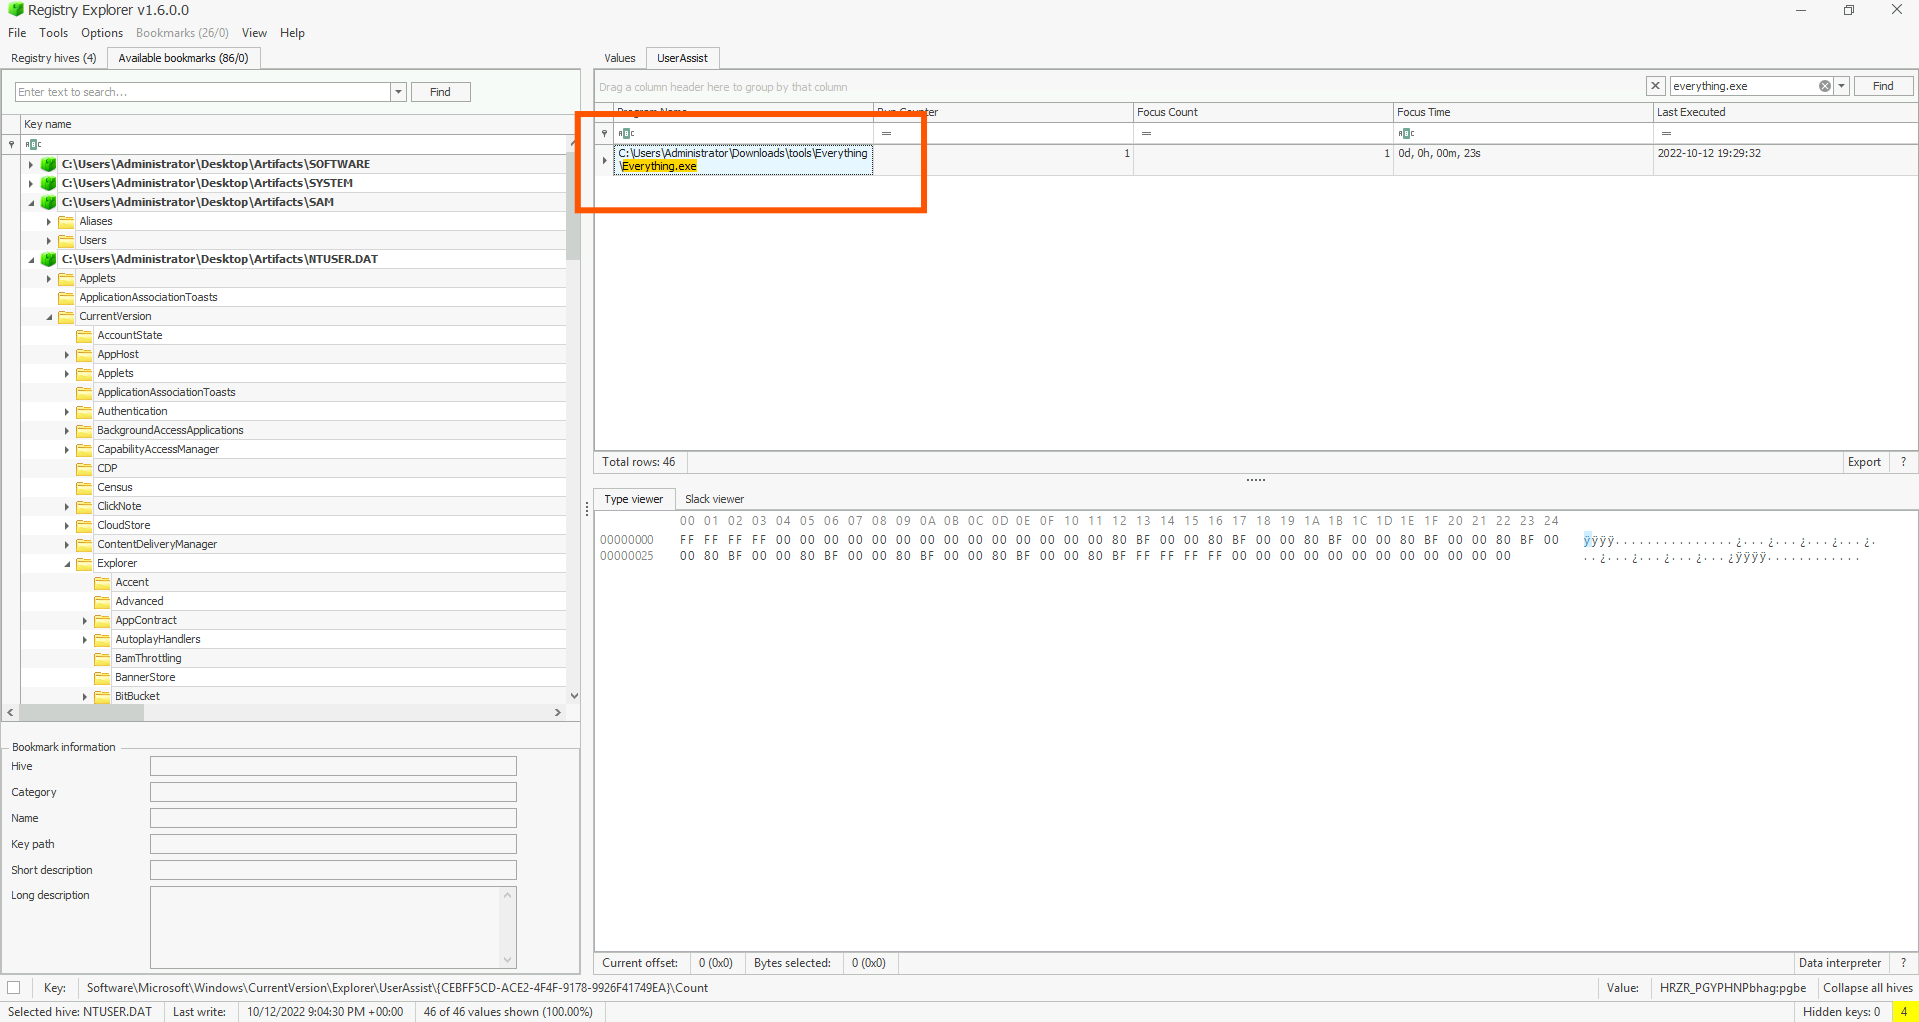 Registry Explorer v1.6.0.0
File Tools Options Bookmarks (26/0) View Help
Registry hives (4) Available bookmarks (86/0)
Enter text to search... Find
Key name
C:\Users\Administrator\Desktop\Artifacts\SOFTWARE
C:\Users\Administrator\Desktop\Artifacts\SYSTEM
C:\Users\Administrator\Desktop\Artifacts\SAM
Aliases
Users
C:\Users\Administrator\Desktop\Artifacts\NTUSER.DAT
Applets
ApplicationAssociationToasts
CurrentVersion
AccountState
AppHost
Applets
ApplicationAssociationToasts
Authentication
BackgroundAccessApplications
CapabilityAccessManager
CDP
Census
ClickNote
CloudStore
ContentDeliveryManager
Explorer
Accent
Advanced
AppContract
AutoplayHandlers
BamThrottling
BannerStore
BitBucket
Bookmark information
Hive
Category
Name
Key path
Short description
Long description
Values UserAssist
Drag a column header here to group by that column everything.exe Find
Program Name Run Counter Focus Count Focus Time Last Executed
C:\Users\Administrator\Downloads\tools\Everything 1 1 0d, 0h, 00m, 23s 2022-10-12 19:29:32
\Everything.exe
Total rows: 46 Export ?
Type viewer Slack viewer
00 01 02 03 04 05 06 07 08 09 0A 0B 0C 0D 0E 0F 10 11 12 13 14 15 16 17 18 19 1A 1B 1C 1D 1E 1F 20 21 22 23 24
00000000 FF FF FF FF 00 00 00 00 00 00 00 00 00 00 00 00 00 00 80 BF 00 00 80 BF 00 00 80 BF 00 00 80 BF 00 00 80 BF 00 ÿÿÿÿ...............¿...¿...¿...¿...¿.
00000025 00 80 BF 00 00 80 BF 00 00 80 BF 00 00 80 BF 00 00 80 BF FF FF FF FF 00 00 00 00 00 00 00 00 00 00 00 00 ..¿...¿...¿...¿...¿ÿÿÿÿ............
Current offset: 0 (0x0) Bytes selected: 0 (0x0) Data interpreter ?
Key: Software\Microsoft\Windows\CurrentVersion\Explorer\UserAssist\{CEBFF5CD-ACE2-4F4F-9178-9926F41749EA}\Count Value: HRZR_PGYPHNPbhag:pgbe Collapse all hives
Selected hive: NTUSER.DAT Last write: 10/12/2022 9:04:30 PM +00:00 46 of 46 values shown (100.00%) Hidden keys: 0 4